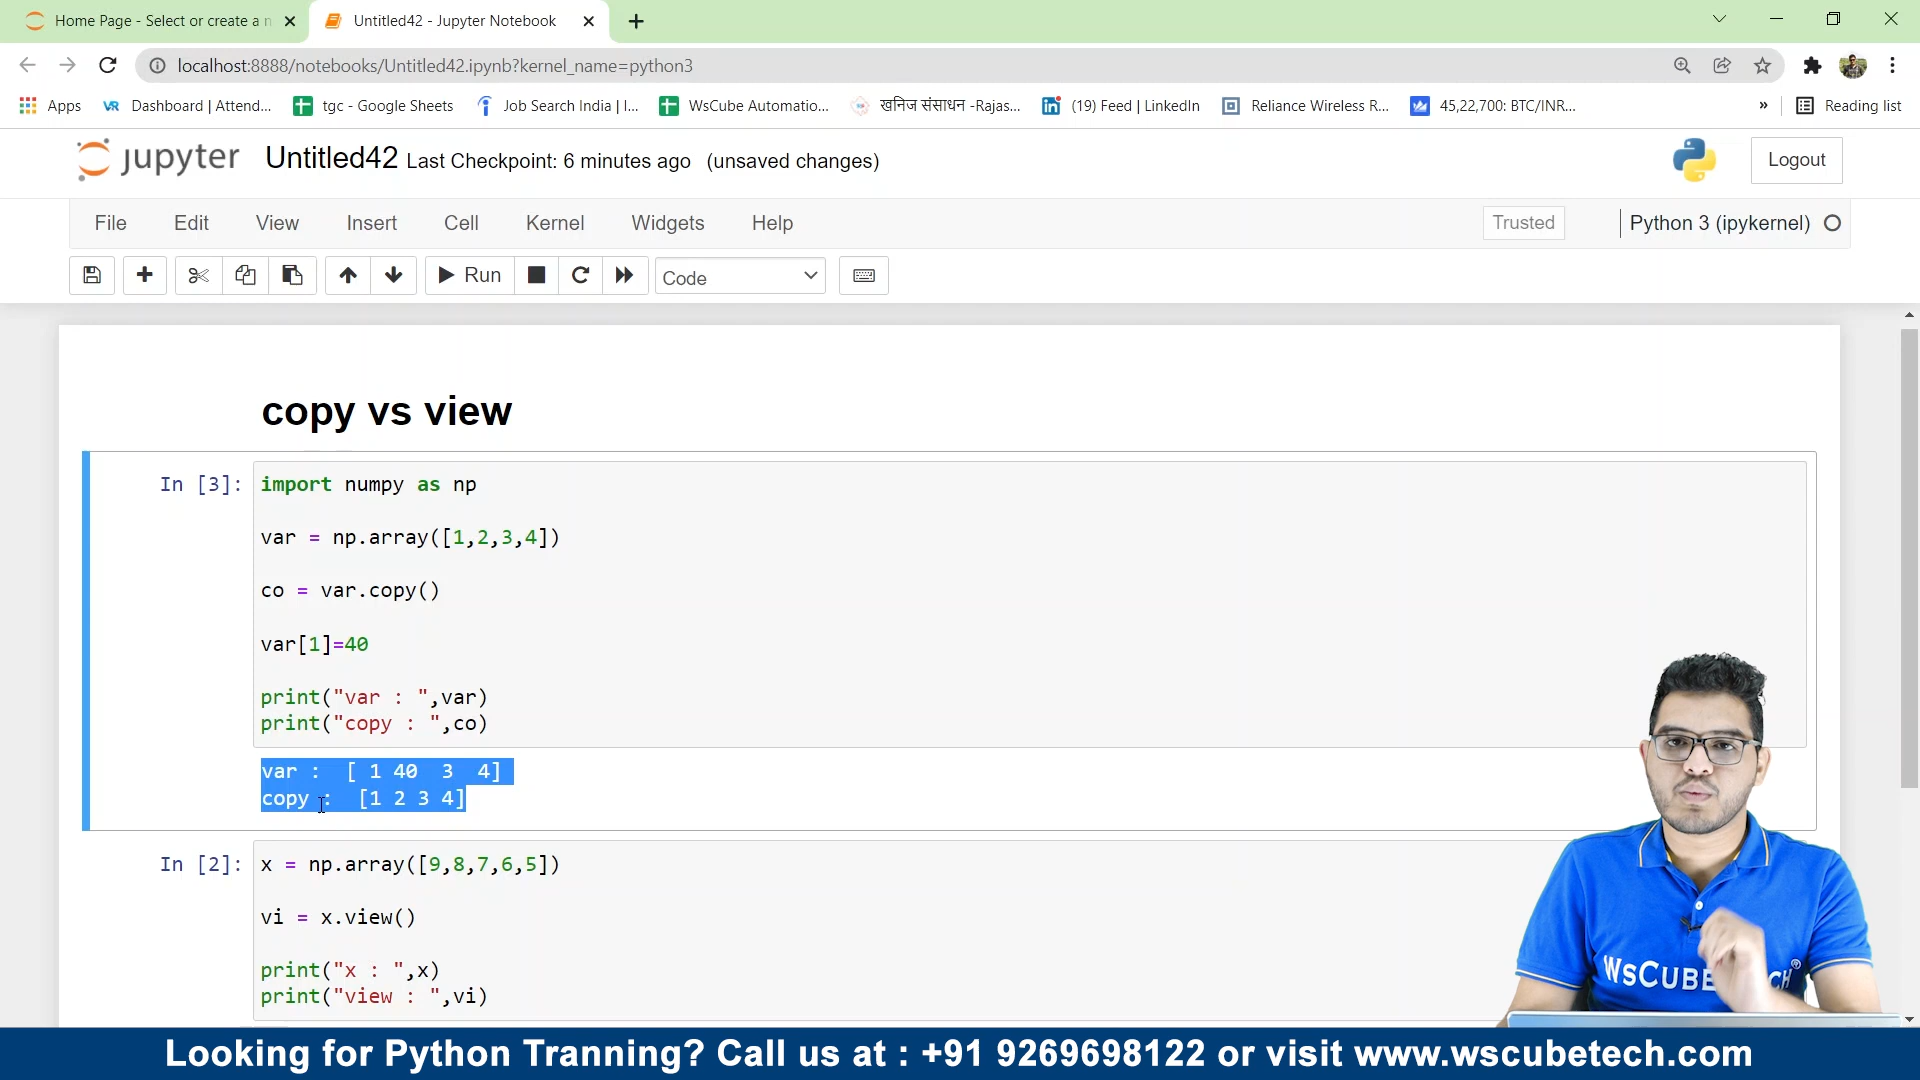 Home Page - Select or create a n
Untitled42 - Jupyter Notebook
localhost:8888/notebooks/Untitled42.ipynb?kernel_name=python3
Apps
Dashboard | Attend...
tgc - Google Sheets
Job Search India | I...
WsCube Automatio...
खनिज संसाधन -Rajas...
(19) Feed | LinkedIn
Reliance Wireless R...
45,22,700: BTC/INR...
»
Reading list
jupyter Untitled42 Last Checkpoint: 6 minutes ago (unsaved changes)
Logout
File Edit View Insert Cell Kernel Widgets Help
Trusted
Python 3 (ipykernel)
Run
Code
copy vs view
In [3]: import numpy as np
var = np.array([1,2,3,4])
co = var.copy()
var[1]=40
print("var : ",var)
print("copy : ",co)
var :  [ 1 40  3  4]
copy :  [1 2 3 4]
In [2]: x = np.array([9,8,7,6,5])
vi = x.view()
print("x : ",x)
print("view : ",vi)
Looking for Python Tranning? Call us at : +91 9269698122 or visit www.wscubetech.com